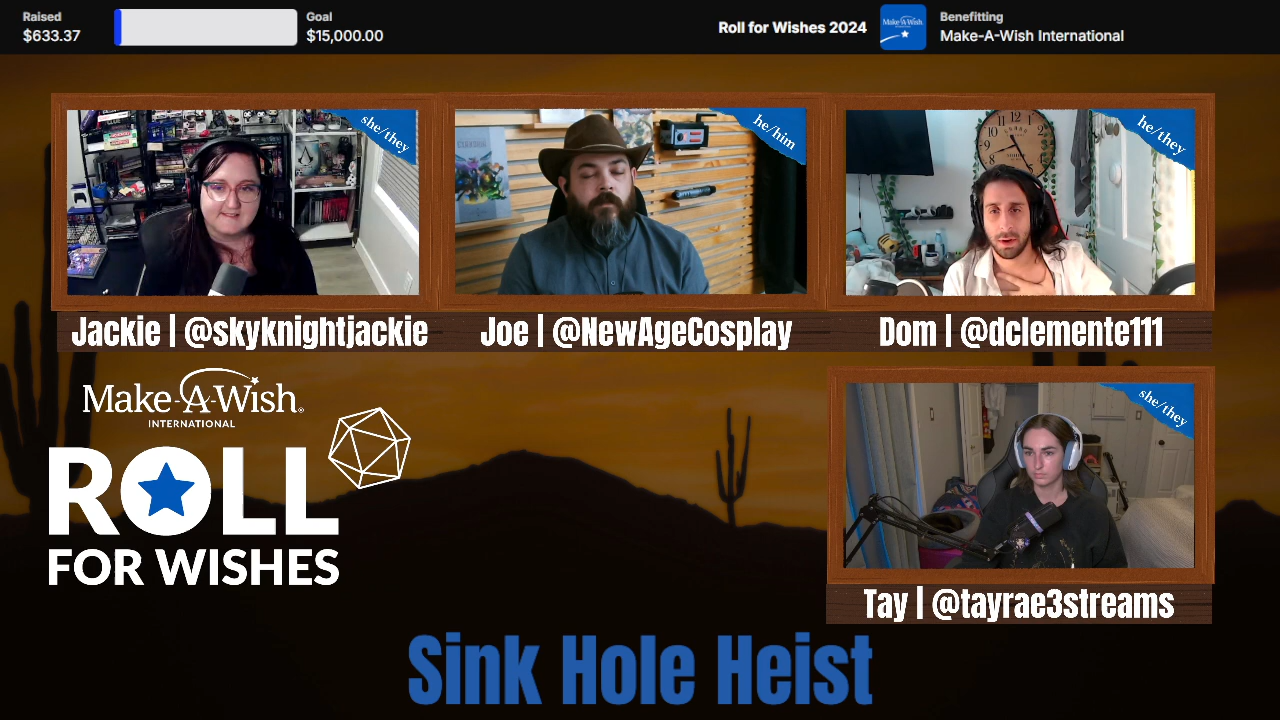 Raised
$633.37
Goal
$15,000.00
Roll for Wishes 2024
Make-A-Wish
Benefitting
Make-A-Wish International
she/they
he/him
he/they
Jackie | @skyknightjackie
Joe | @NewAgeCosplay
Dom | @dclemente111
Make-A-Wish®
INTERNATIONAL
ROLL
FOR WISHES
she/they
Tay | @tayrae3streams
Sink Hole Heist